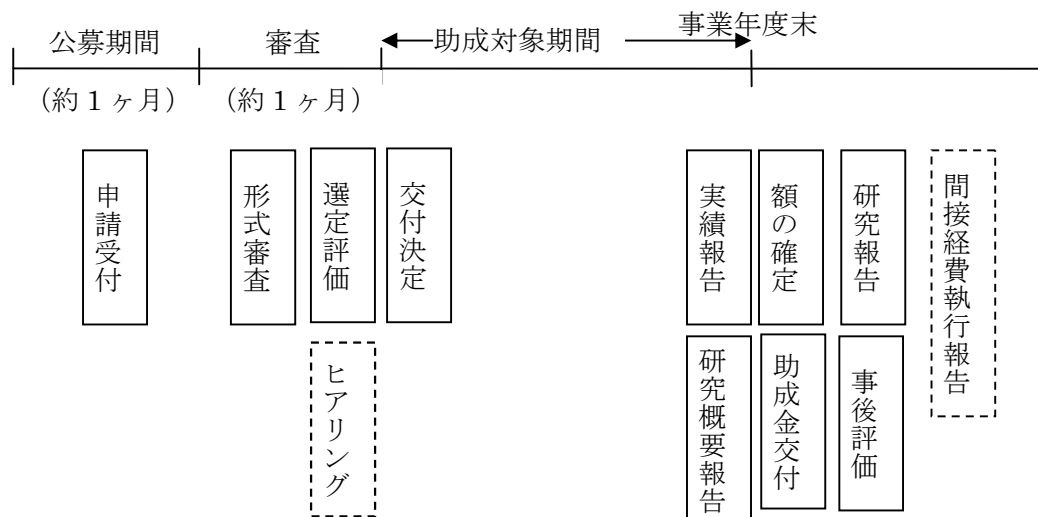 事業年度末
公募期間
審査
助成対象期間
（約１ヶ月）
（約１ヶ月）
申請受付
形式審査
選定評価
交付決定
実績報告
額の確定
研究報告
間接経費執行報告
ヒアリング
研究概要報告
助成金交付
事後評価